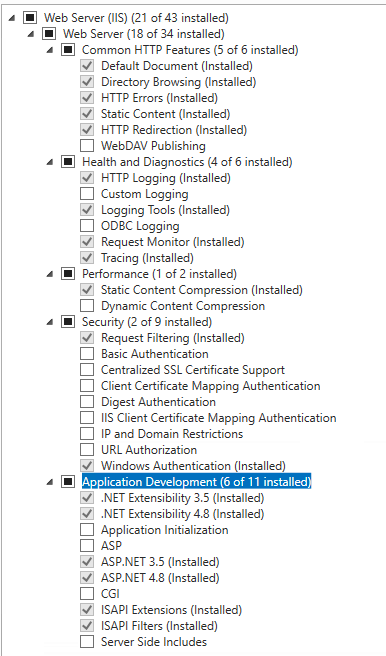 Web Server (IIS) (21 of 43 installed)
Web Server (18 of 34 installed)
Common HTTP Features (5 of 6 installed)
Default Document (Installed)
Directory Browsing (Installed)
HTTP Errors (Installed)
Static Content (Installed)
HTTP Redirection (Installed)
WebDAV Publishing
Health and Diagnostics (4 of 6 installed)
HTTP Logging (Installed)
Custom Logging
Logging Tools (Installed)
ODBC Logging
Request Monitor (Installed)
Tracing (Installed)
Performance (1 of 2 installed)
Static Content Compression (Installed)
Dynamic Content Compression
Security (2 of 9 installed)
Request Filtering (Installed)
Basic Authentication
Centralized SSL Certificate Support
Client Certificate Mapping Authentication
Digest Authentication
IIS Client Certificate Mapping Authentication
IP and Domain Restrictions
URL Authorization
Windows Authentication (Installed)
Application Development (6 of 11 installed)
.NET Extensibility 3.5 (Installed)
.NET Extensibility 4.8 (Installed)
Application Initialization
ASP
ASP.NET 3.5 (Installed)
ASP.NET 4.8 (Installed)
CGI
ISAPI Extensions (Installed)
ISAPI Filters (Installed)
Server Side Includes